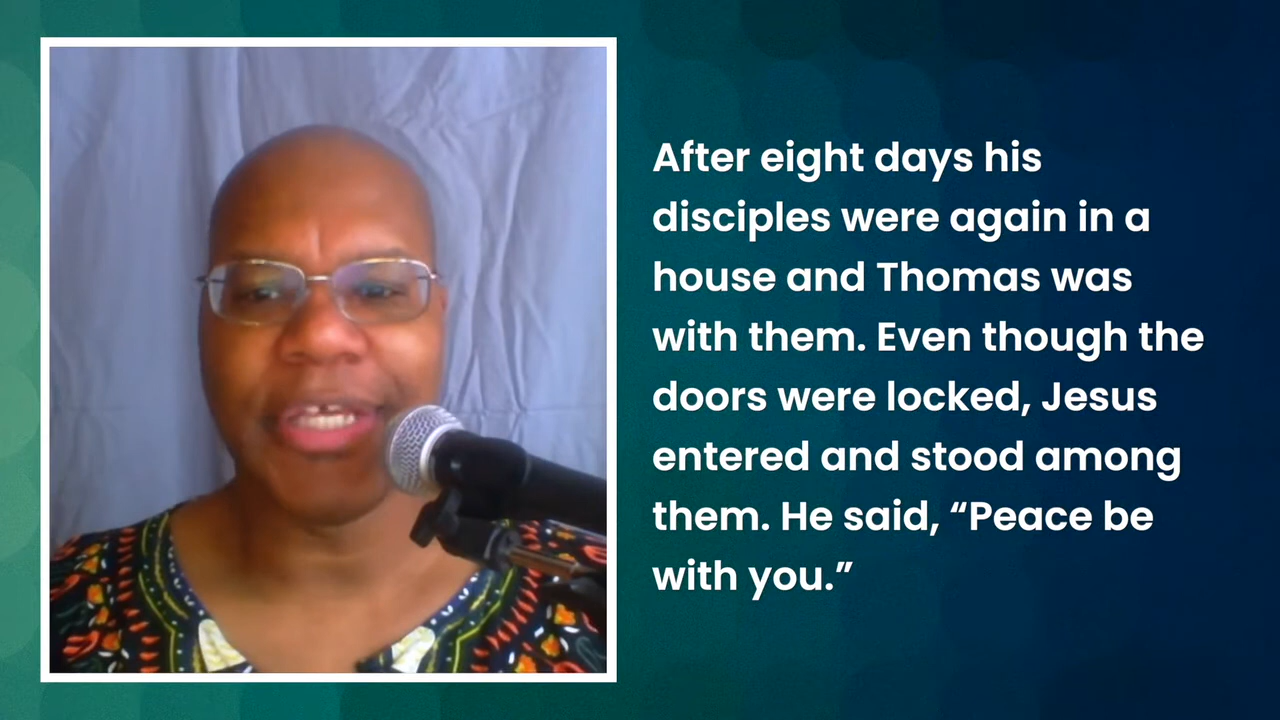 After eight days his
disciples were again in a
house and Thomas was
with them. Even though the
doors were locked, Jesus
entered and stood among
them. He said, “Peace be
with you.”